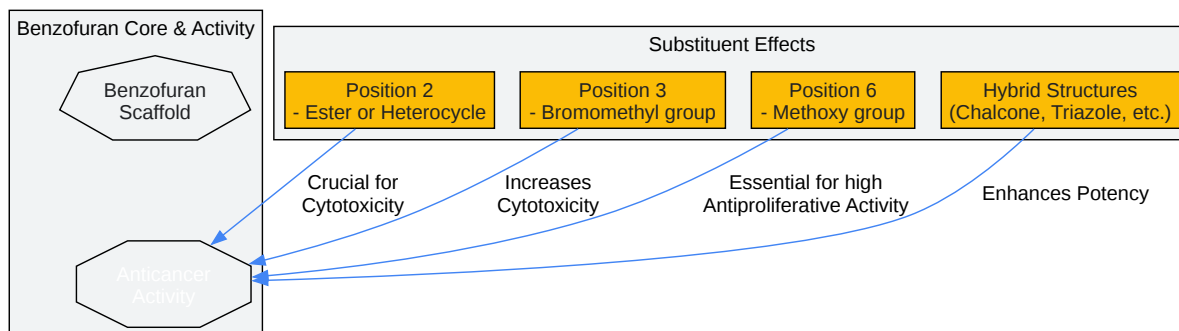 Benzofuran Core & Activity
Benzofuran
Scaffold
Substituent Effects
Position 2
- Ester or Heterocycle
Position 3
- Bromomethyl group
Position 6
- Methoxy group
Hybrid Structures
(Chalcone, Triazole, etc.)
Crucial for
Cytotoxicity
Increases
Cytotoxicity
Essential for high
Antiproliferative Activity
Enhances Potency
Anticancer
Activity